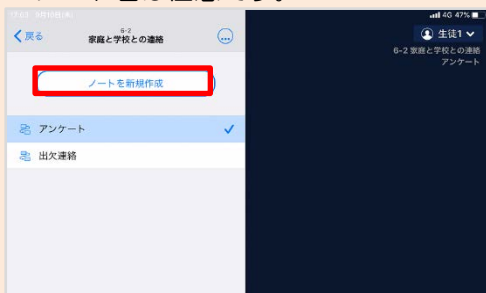 4G 47%
戻る
6-2
家庭と学校との連絡
生徒1
6-2 家庭と学校との連絡
アンケート
ノートを新規作成
アンケート
出欠連絡